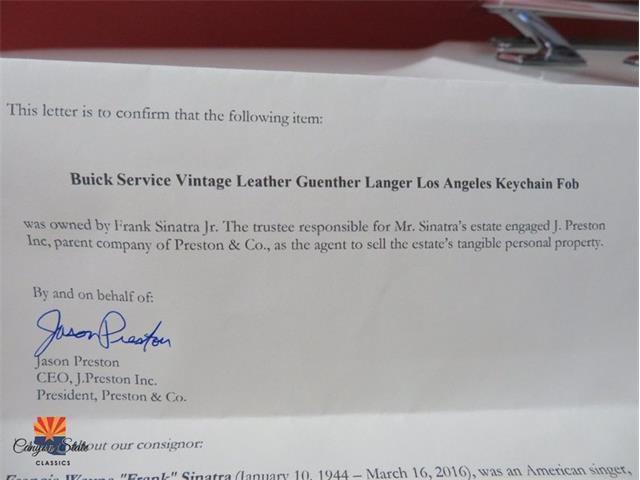 This letter is to confirm that the following item:
Buick Service Vintage Leather Guenther Langer Los Angeles Keychain Fob
was owned by Frank Sinatra Jr. The trustee responsible for Mr. Sinatra's estate engaged J. Preston
Inc, parent company of Preston & Co., as the agent to sell the estate's tangible personal property.
By and on behalf of:
Jason Preston
Jason Preston
CEO, J.Preston Inc.
President, Preston & Co.
Canyon State
CLASSICS
out our consignor:
Francis Wayne "Frank" Sinatra (January 10, 1944 – March 16, 2016), was an American singer,